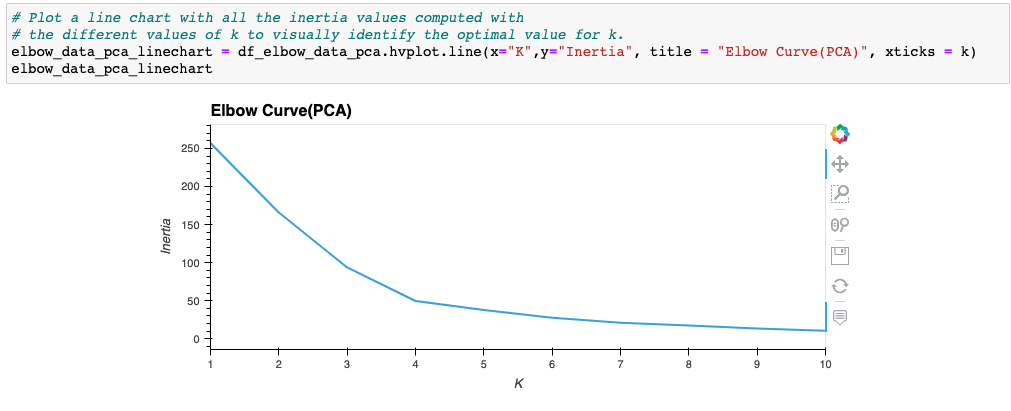 # Plot a line chart with all the inertia values computed with
# the different values of k to visually identify the optimal value for k.
elbow_data_pca_linechart = df_elbow_data_pca.hvplot.line(x="K",y="Inertia", title = "Elbow Curve(PCA)", xticks = k)
elbow_data_pca_linechart
Elbow Curve(PCA)
250
200
150
100
50
0
Inertia
1 2 3 4 5 6 7 8 9 10
K